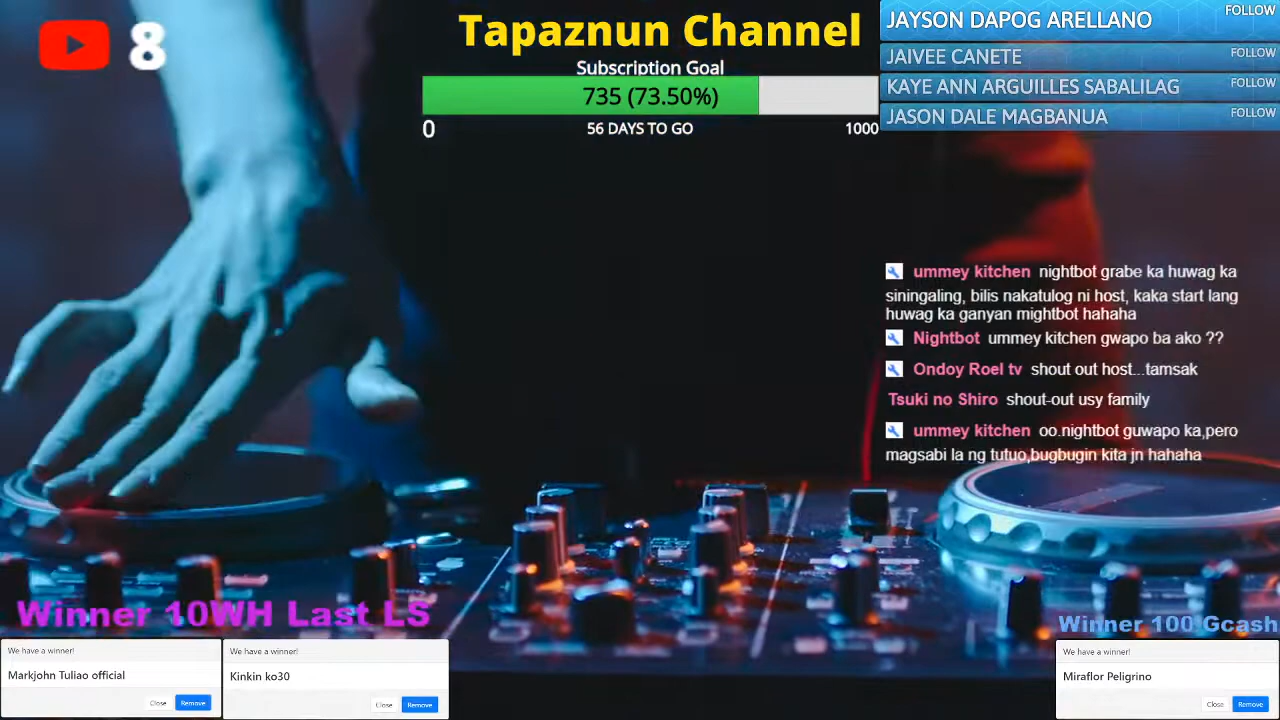 8
Tapaznun Channel
Subscription Goal
735 (73.50%)
0
56 DAYS TO GO
1000
JAYSON DAPOG ARELLANO FOLLOW
JAIVEE CANETE FOLLOW
KAYE ANN ARGUILLES SABALILAG FOLLOW
JASON DALE MAGBANUA FOLLOW
ummey kitchen nightbot grabe ka huwag ka
siningaling, bilis nakatulog ni host, kaka start lang
huwag ka ganyan mightbot hahaha
Nightbot ummey kitchen gwapo ba ako ??
Ondoy Roel tv shout out host...tamsak
Tsuki no Shiro shout-out usy family
ummey kitchen oo.nightbot guwapo ka,pero
magsabi la ng tutuo,bugbugin kita jn hahaha
Winner 10WH Last LS
We have a winner!
Markjohn Tuliao official
Close Remove
We have a winner!
Kinkin ko30
Close Remove
Winner 100 Gcash
We have a winner!
Miraflor Peligrino
Close Remove